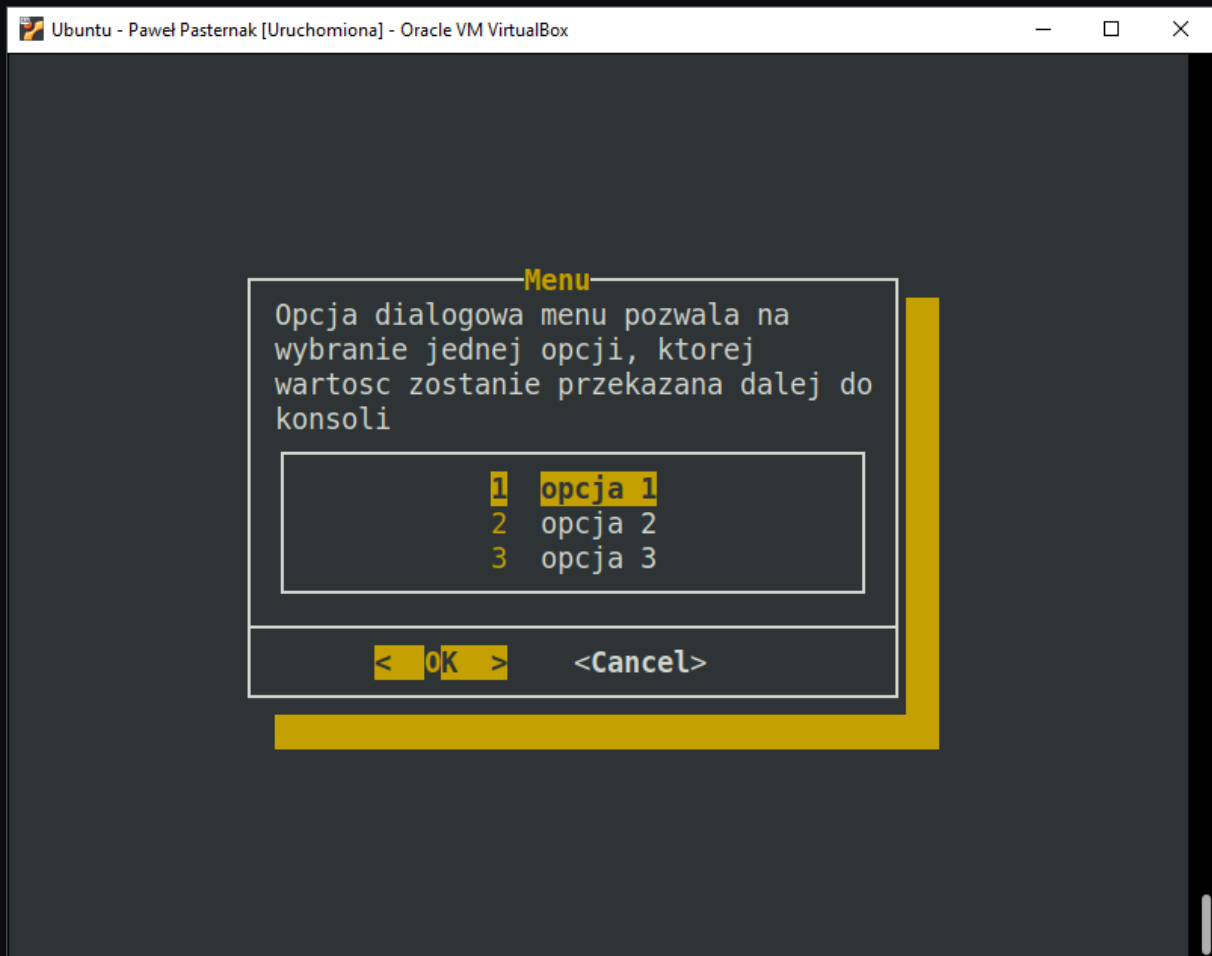 Ubuntu - Paweł Pasternak [Uruchomiona] - Oracle VM VirtualBox
Menu
Opcja dialogowa menu pozwala na
wybranie jednej opcji, ktorej
wartosc zostanie przekazana dalej do
konsoli
1 opcja 1
2 opcja 2
3 opcja 3
< OK > <Cancel>